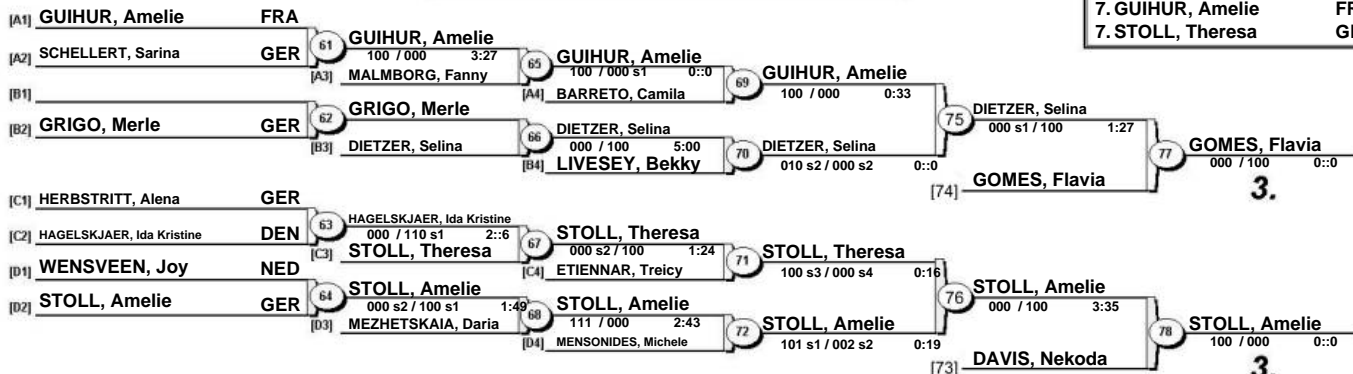 7. GUIHUR, Amelie FR
7. STOLL, Theresa GE
[A1] GUIHUR, Amelie FRA
[A2] SCHELLERT, Sarina GER
61 GUIHUR, Amelie
100 / 000 3:27
[A3] MALMBORG, Fanny
65 GUIHUR, Amelie
100 / 000 s1 0::0
[A4] BARRETO, Camila
69 GUIHUR, Amelie
100 / 000 0:33
[B1]
[B2] GRIGO, Merle GER
62 GRIGO, Merle
[B3] DIETZER, Selina
66 DIETZER, Selina
000 / 100 5:00
[B4] LIVESEY, Bekky
70 DIETZER, Selina
010 s2 / 000 s2 0::0
75 DIETZER, Selina
000 s1 / 100 1:27
[74] GOMES, Flavia
77 GOMES, Flavia
000 / 100 0::0
3.
[C1] HERBSTRITT, Alena GER
[C2] HAGELSKJAER, Ida Kristine DEN
63 HAGELSKJAER, Ida Kristine
000 / 110 s1 2::6
[C3] STOLL, Theresa
67 STOLL, Theresa
000 s2 / 100 1:24
[C4] ETIENNAR, Treicy
71 STOLL, Theresa
100 s3 / 000 s4 0:16
[D1] WENSVEEN, Joy NED
[D2] STOLL, Amelie GER
64 STOLL, Amelie
000 s2 / 100 s1 1:49
[D3] MEZHETSKAIA, Daria
68 STOLL, Amelie
111 / 000 2:43
[D4] MENSONIDES, Michele
72 STOLL, Amelie
101 s1 / 002 s2 0:19
76 STOLL, Amelie
000 / 100 3:35
[73] DAVIS, Nekoda
78 STOLL, Amelie
100 / 000 0::0
3.